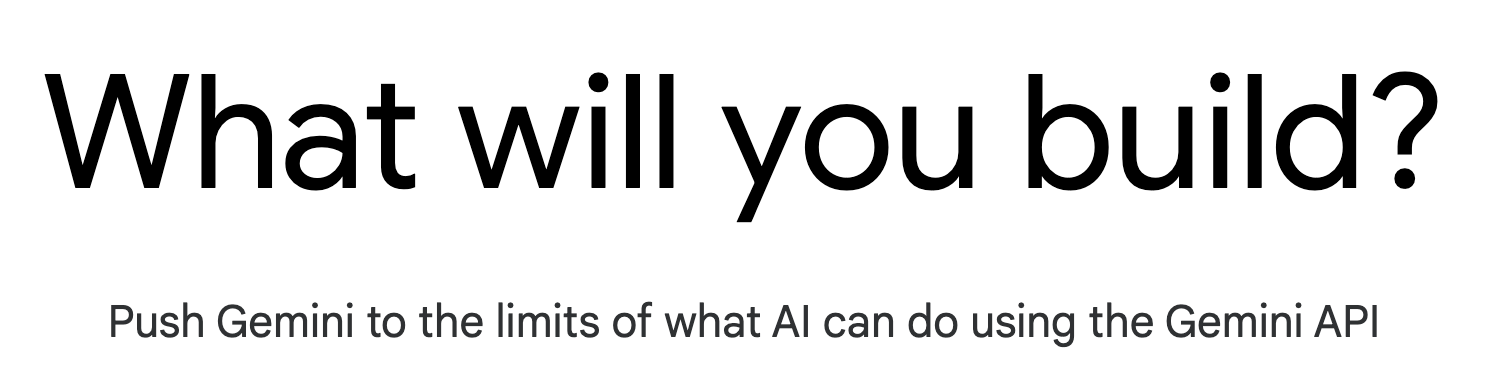 What will you build?
Push Gemini to the limits of what AI can do using the Gemini API